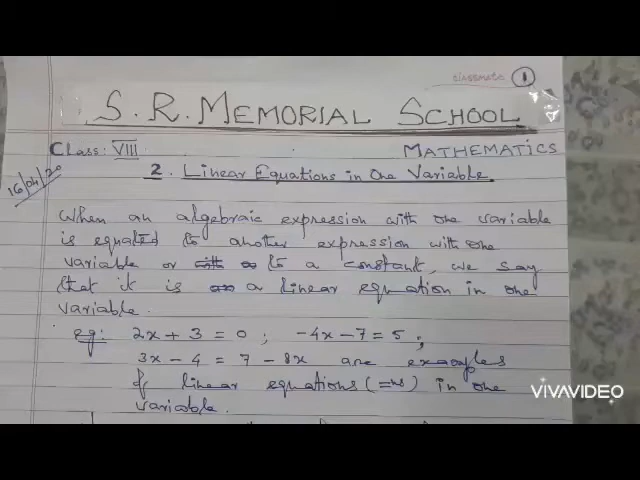 classmate 1
S. R. MEMORIAL SCHOOL
Class: VIII MATHEMATICS
16/04/20 2. Linear Equations in One Variable
When an algebraic expression with one variable
is equated to another expression with one
variable or to a constant, we say
that it is a linear equation in one
variable.
eg: 2x + 3 = 0 ; -4x - 7 = 5 ;
3x - 4 = 7 - 8x are examples
of linear equations (=ns) in one
variable.
VIVAVIDEO